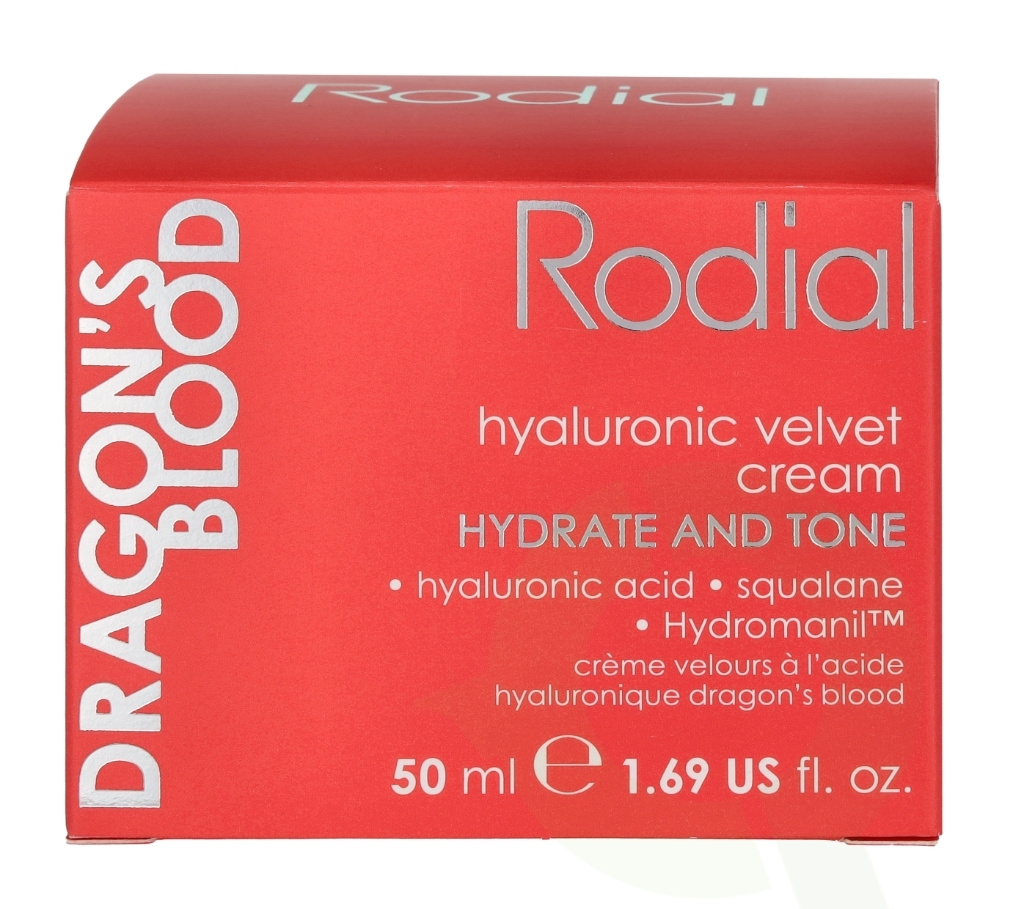 Rodial
Rodial
DRAGON'S
BLOOD
hyaluronic velvet
cream
HYDRATE AND TONE
• hyaluronic acid • squalane
• Hydromanil™
crème velours à l'acide
hyaluronique dragon's blood
50 ml ℮ 1.69 US fl. oz.